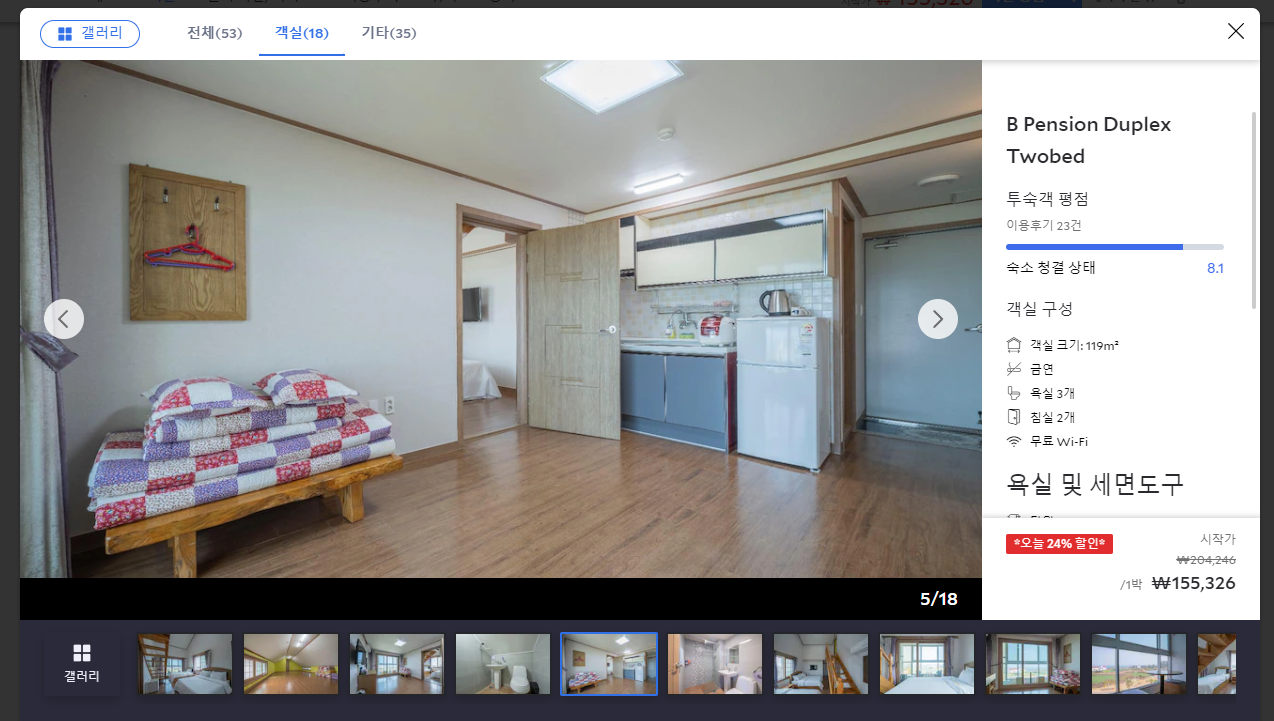 갤러리
전체(53)
객실(18)
기타(35)
B Pension Duplex
Twobed
투숙객 평점
이용후기 23건
숙소 청결 상태 8.1
객실 구성
객실 크기: 119m²
금연
욕실 3개
침실 2개
무료 Wi-Fi
욕실 및 세면도구
*오늘 24% 할인*
시작가
₩204,246
/1박 ₩155,326
5/18
갤러리